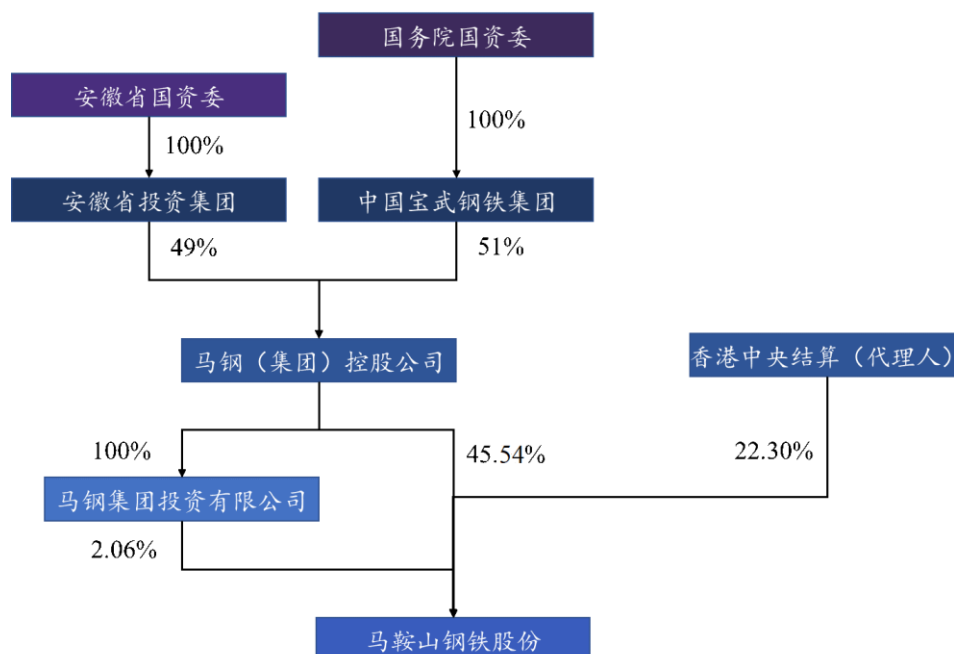 国务院国资委
安徽省国资委
100%
100%
安徽省投资集团
中国宝武钢铁集团
49%
51%
马钢（集团）控股公司
香港中央结算（代理人）
100%
45.54%
22.30%
马钢集团投资有限公司
2.06%
马鞍山钢铁股份